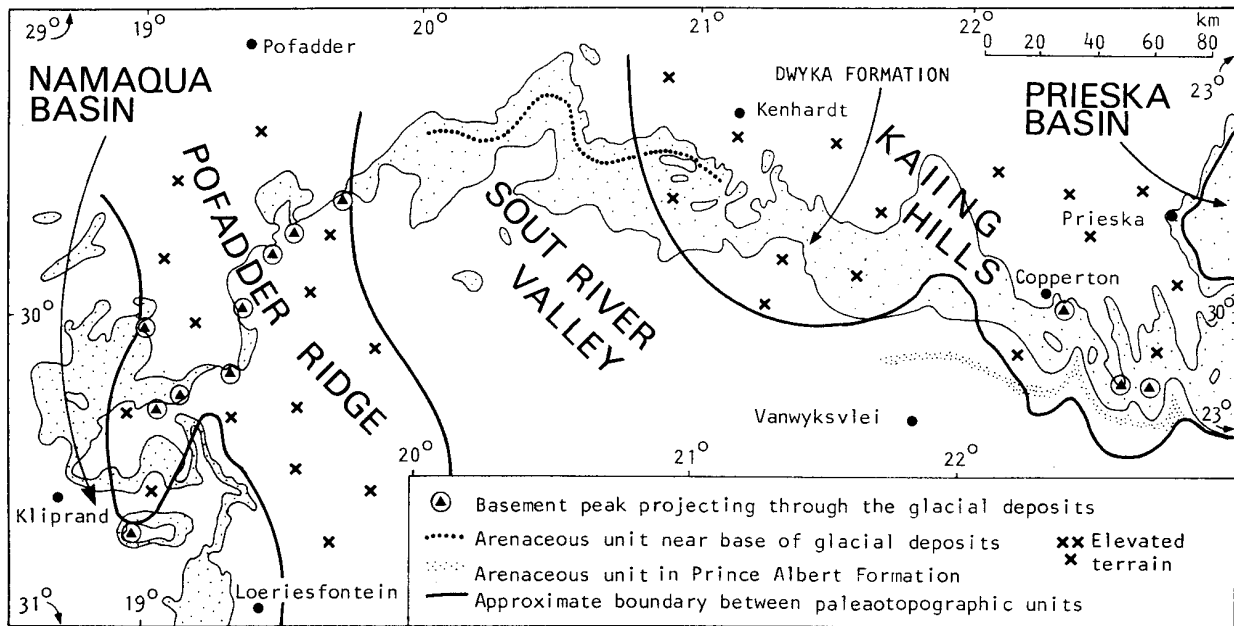 29°
19°
20°
21°
22°
km
0 20 40 60 80
Pofadder
NAMAQUA
BASIN
DWYKA FORMATION
Kenhardt
23°
PRIESKA
BASIN
POFADDER
RIDGE
SOUT RIVER
VALLEY
KAIING
HILLS
Prieska
Copperton
30°
30°
Vanwyksvlei
23°
20°
21°
22°
Kliprand
Loeriesfontein
31°
19°
Basement peak projecting through the glacial deposits
Arenaceous unit near base of glacial deposits
Elevated
terrain
Arenaceous unit in Prince Albert Formation
Approximate boundary between paleaotopographic units